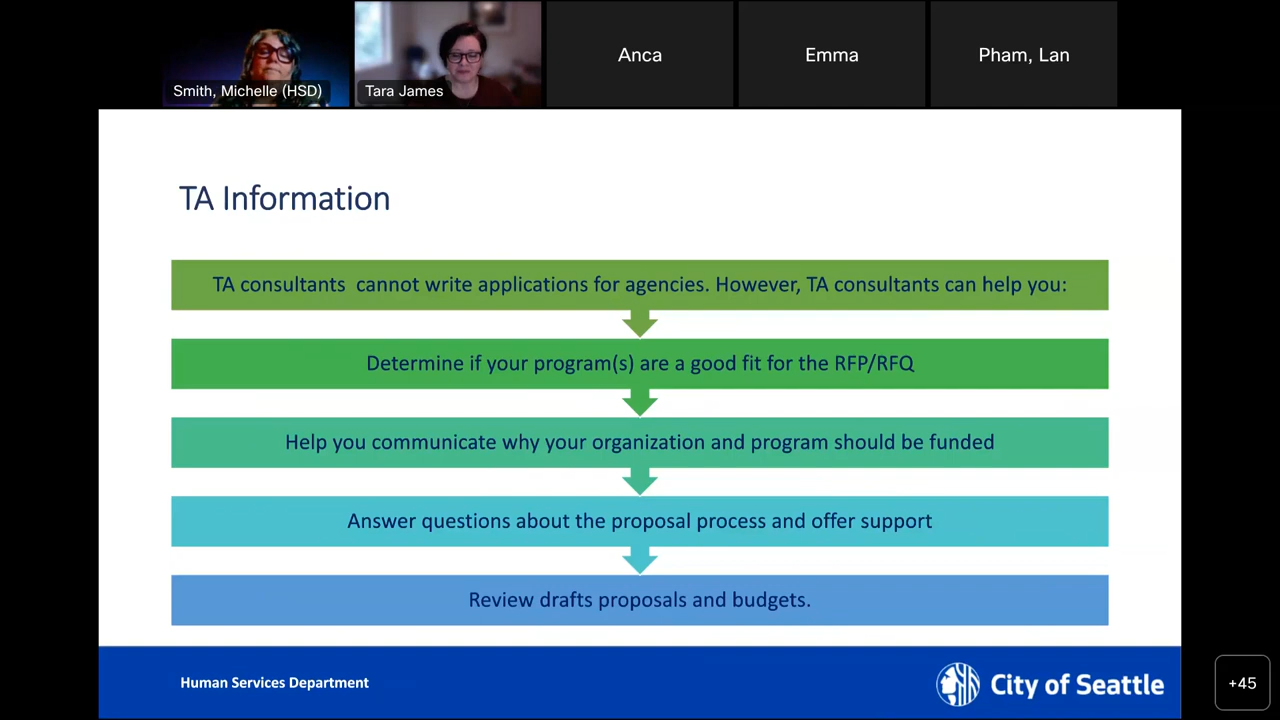 Smith, Michelle (HSD)
Tara James
Anca
Emma
Pham, Lan
TA Information
TA consultants  cannot write applications for agencies. However, TA consultants can help you:
Determine if your program(s) are a good fit for the RFP/RFQ
Help you communicate why your organization and program should be funded
Answer questions about the proposal process and offer support
Review drafts proposals and budgets.
Human Services Department
City of Seattle
+45